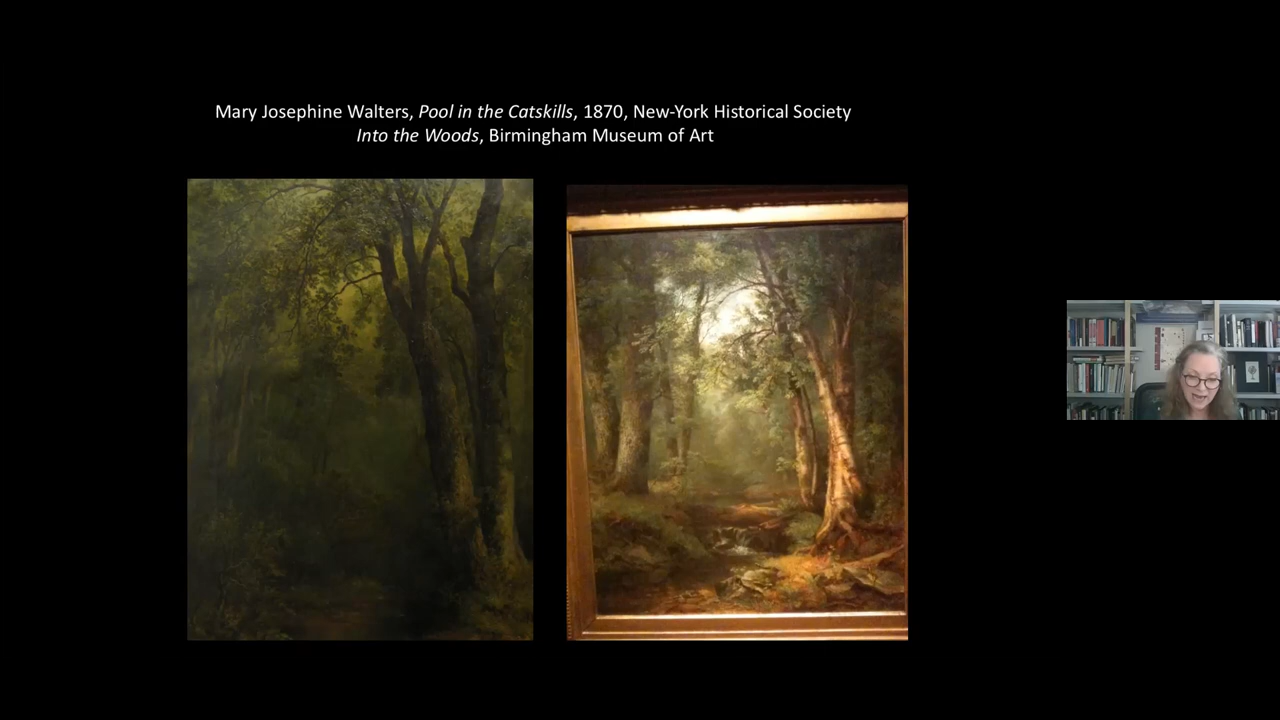 Mary Josephine Walters, Pool in the Catskills, 1870, New-York Historical Society
Into the Woods, Birmingham Museum of Art